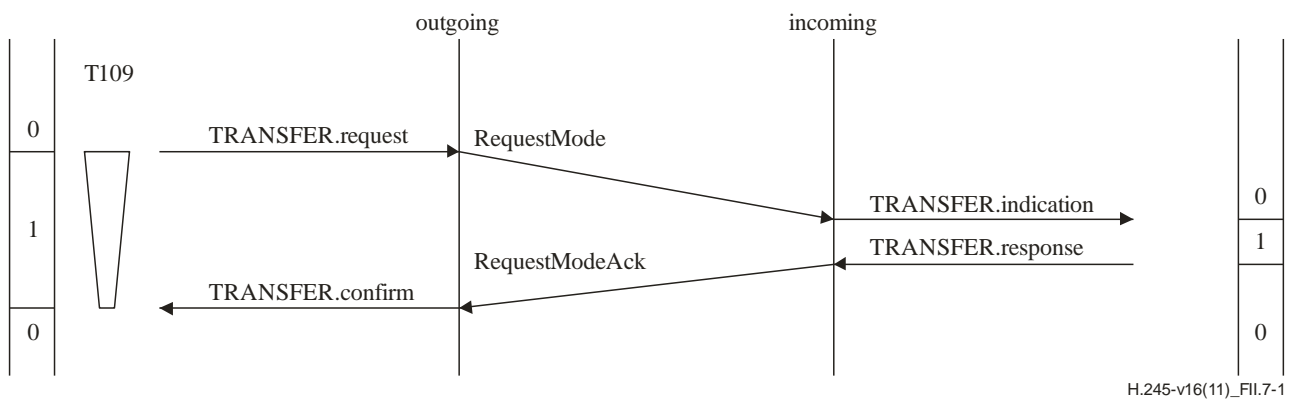 outgoing
incoming
T109
0
TRANSFER.request
RequestMode
TRANSFER.indication
0
1
1
RequestModeAck
TRANSFER.response
TRANSFER.confirm
0
0
H.245-v16(11)_FII.7-1